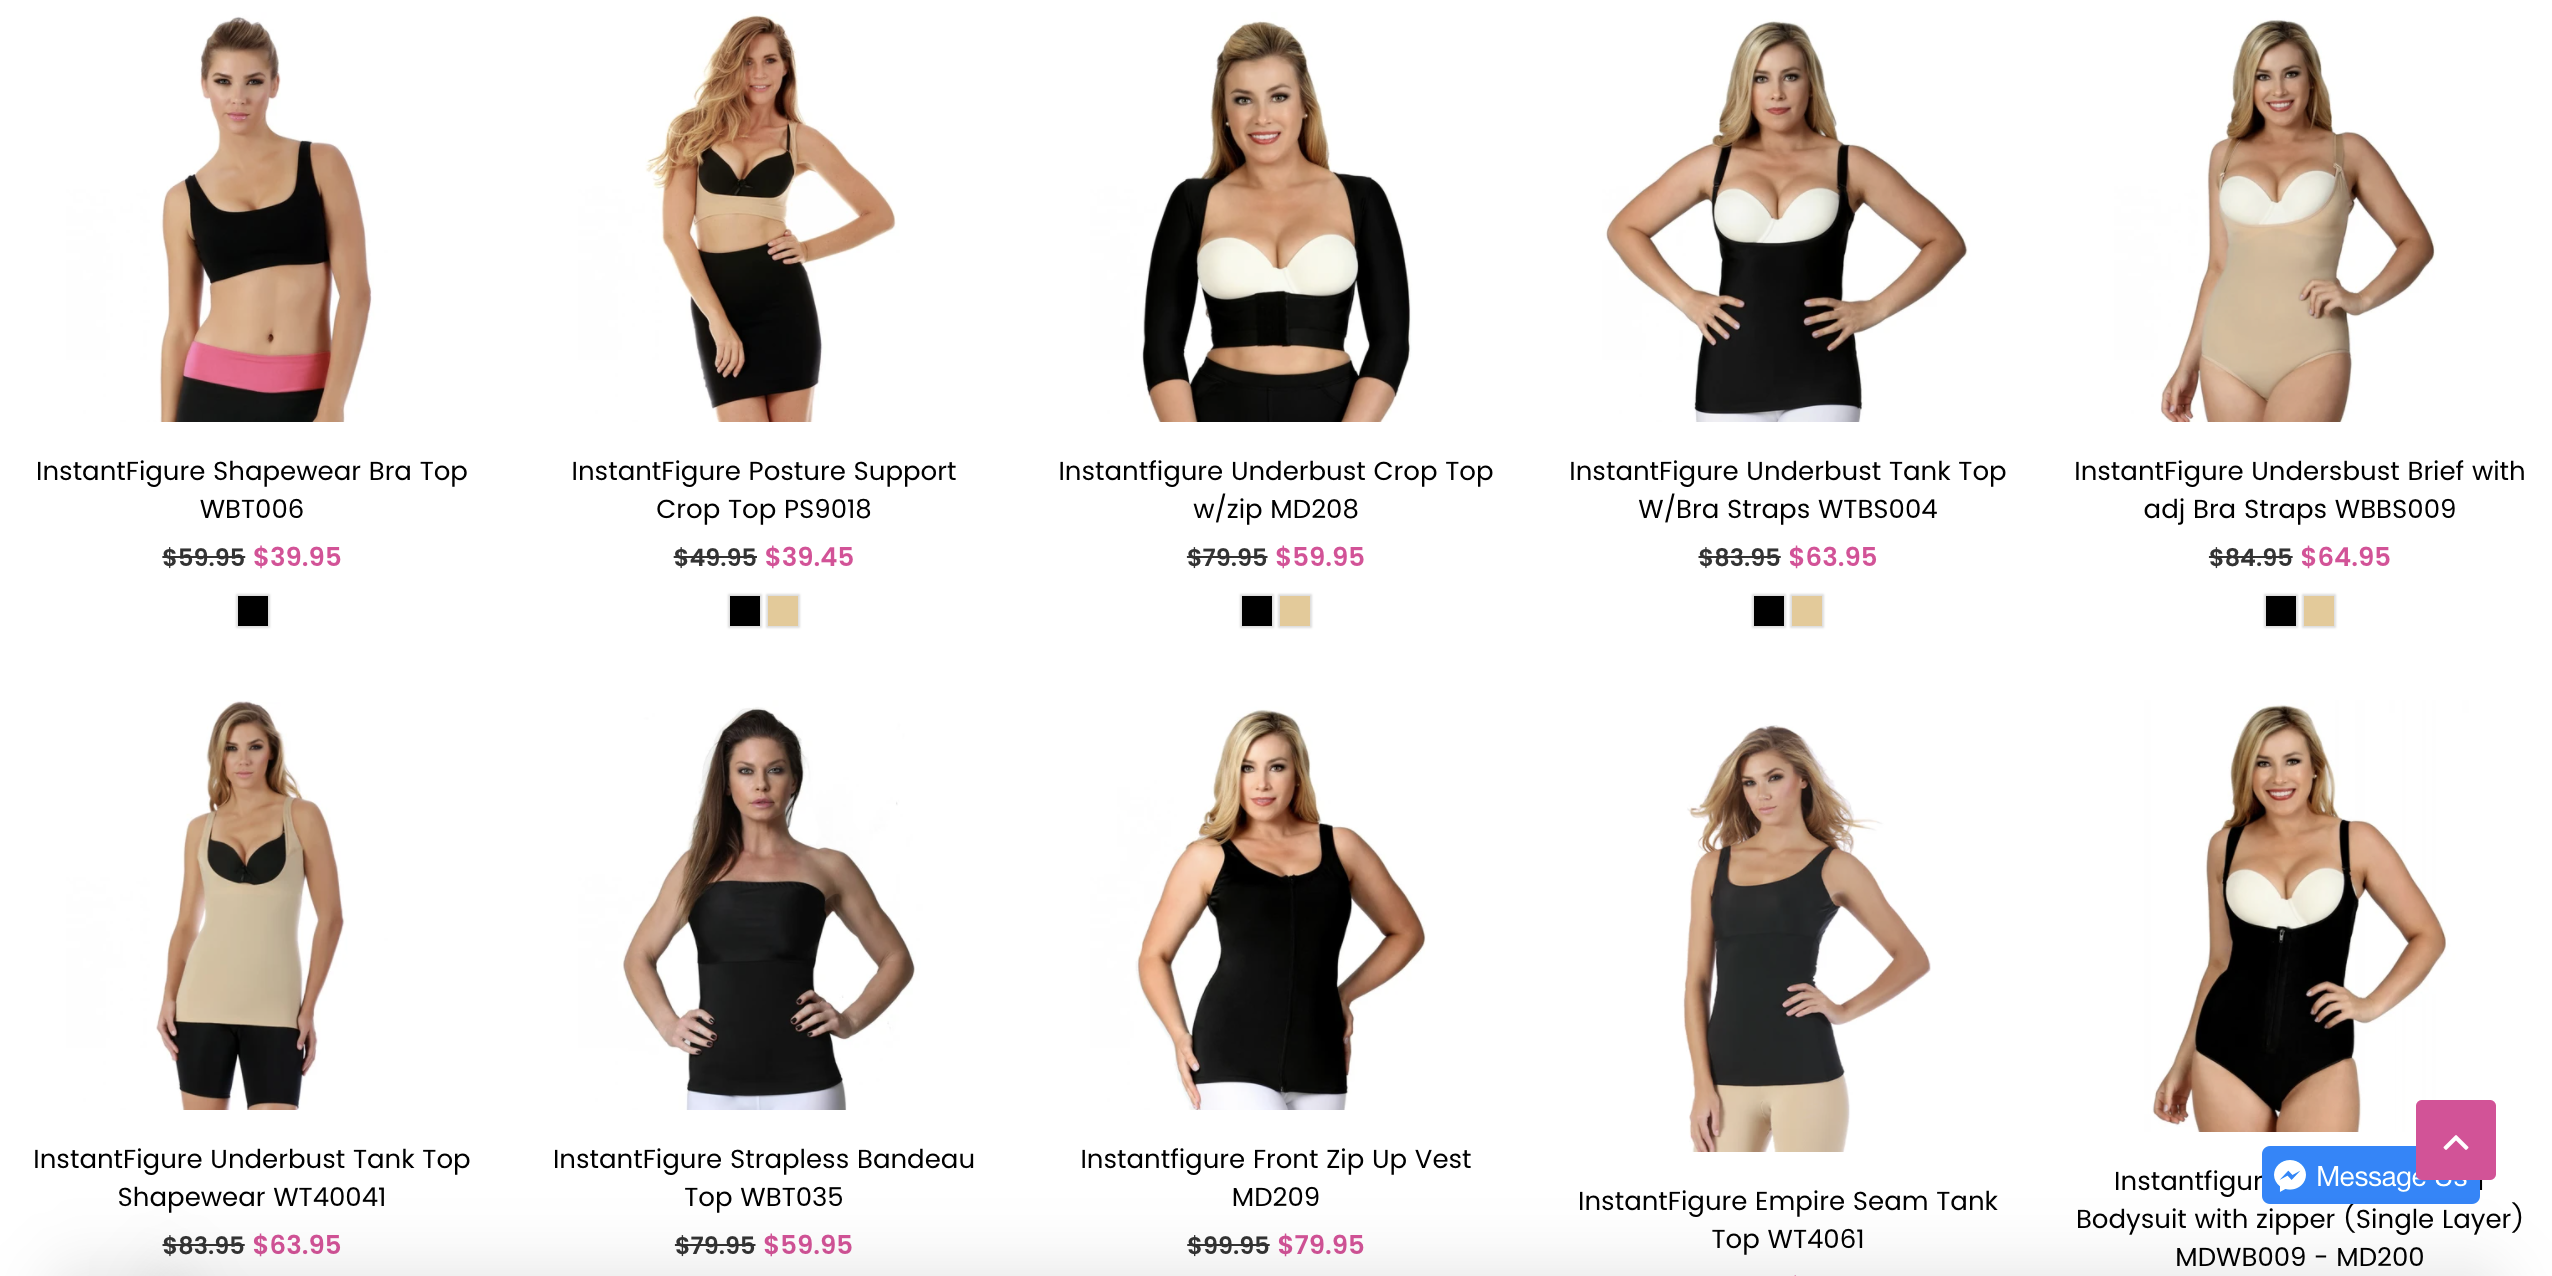 InstantFigure Shapewear Bra Top
WBT006
$59.95 $39.95
InstantFigure Posture Support
Crop Top PS9018
$49.95 $39.45
Instantfigure Underbust Crop Top
w/zip MD208
$79.95 $59.95
InstantFigure Underbust Tank Top
W/Bra Straps WTBS004
$83.95 $63.95
InstantFigure Undersbust Brief with
adj Bra Straps WBBS009
$84.95 $64.95
InstantFigure Underbust Tank Top
Shapewear WT40041
$83.95 $63.95
InstantFigure Strapless Bandeau
Top WBT035
$79.95 $59.95
Instantfigure Front Zip Up Vest
MD209
$99.95 $79.95
InstantFigure Empire Seam Tank
Top WT4061
Message Us
Bodysuit with zipper (Single Layer)
MDWB009 - MD200